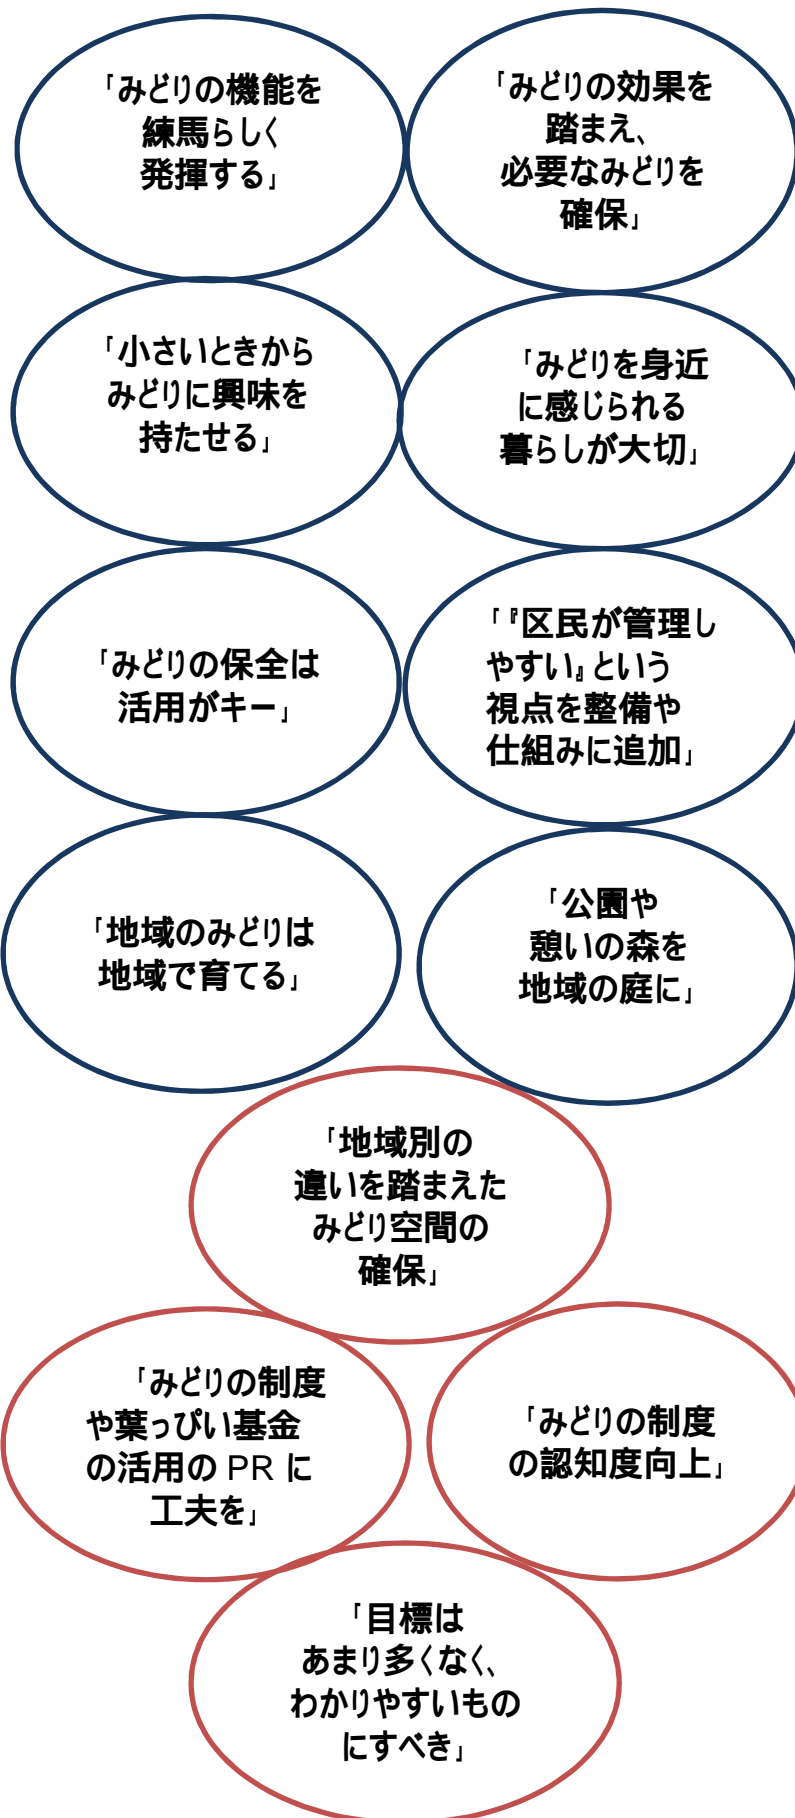 「みどりの機能を
練馬らしく
発揮する」
「みどりの効果を
踏まえ、
必要なみどりを
確保」
「小さいときから
みどりに興味を
持たせる」
「みどりを身近
に感じられる
暮らしが大切」
「みどりの保全は
活用がキー」
「『区民が管理し
やすい』という
視点を整備や
仕組みに追加」
「地域のみどりは
地域で育てる」
「公園や
憩いの森を
地域の庭に」
「地域別の
違いを踏まえた
みどり空間の
確保」
「みどりの制度
や葉っぴい基金
の活用の PR に
工夫を」
「みどりの制度
の認知度向上」
「目標は
あまり多くなく、
わかりやすいもの
にすべき」